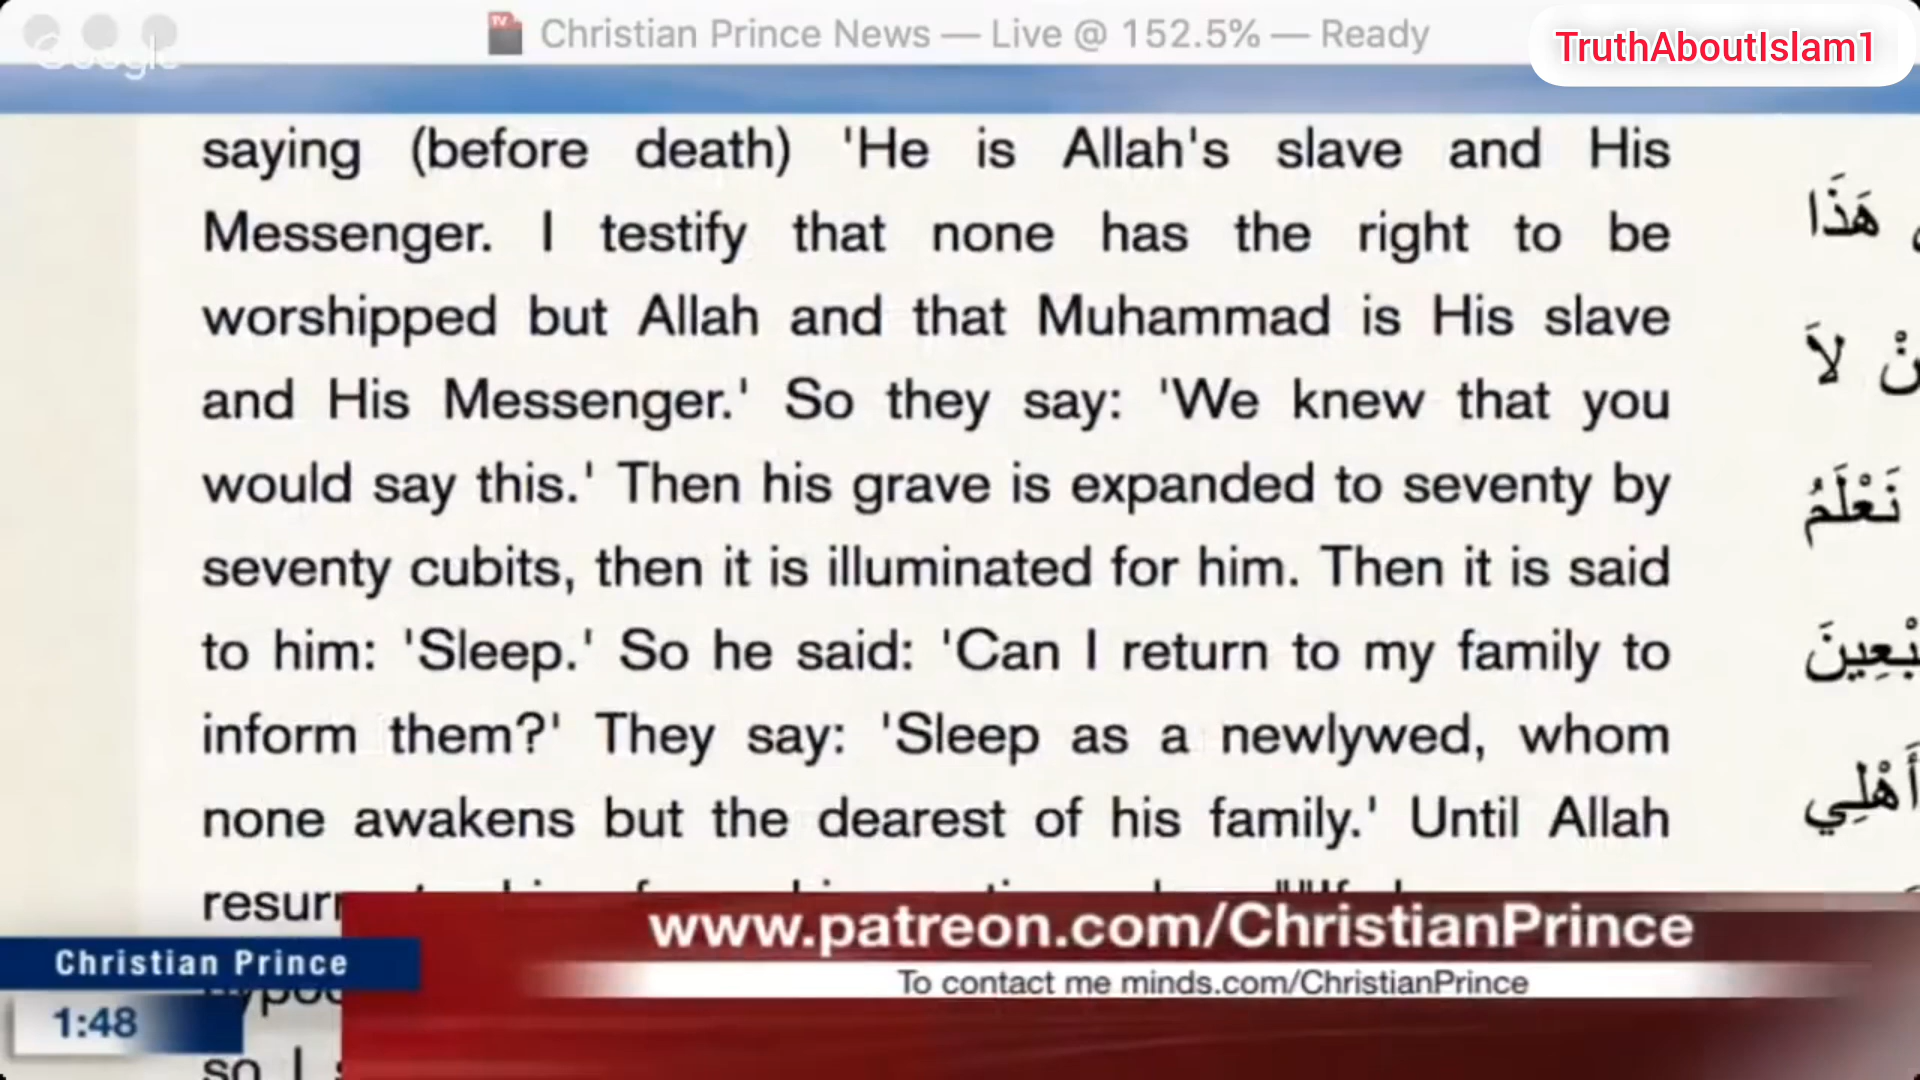 Christian Prince News — Live @ 152.5% — Ready
TruthAboutIslam1
Google
saying (before death) 'He is Allah's slave and His
Messenger. I testify that none has the right to be
worshipped but Allah and that Muhammad is His slave
and His Messenger.' So they say: 'We knew that you
would say this.' Then his grave is expanded to seventy by
seventy cubits, then it is illuminated for him. Then it is said
to him: 'Sleep.' So he said: 'Can I return to my family to
inform them?' They say: 'Sleep as a newlywed, whom
none awakens but the dearest of his family.' Until Allah
هَذَا
لاَ
نَعْلَمُ
أَهْلِي
www.patreon.com/ChristianPrince
Christian Prince
To contact me minds.com/ChristianPrince
1:48
so I